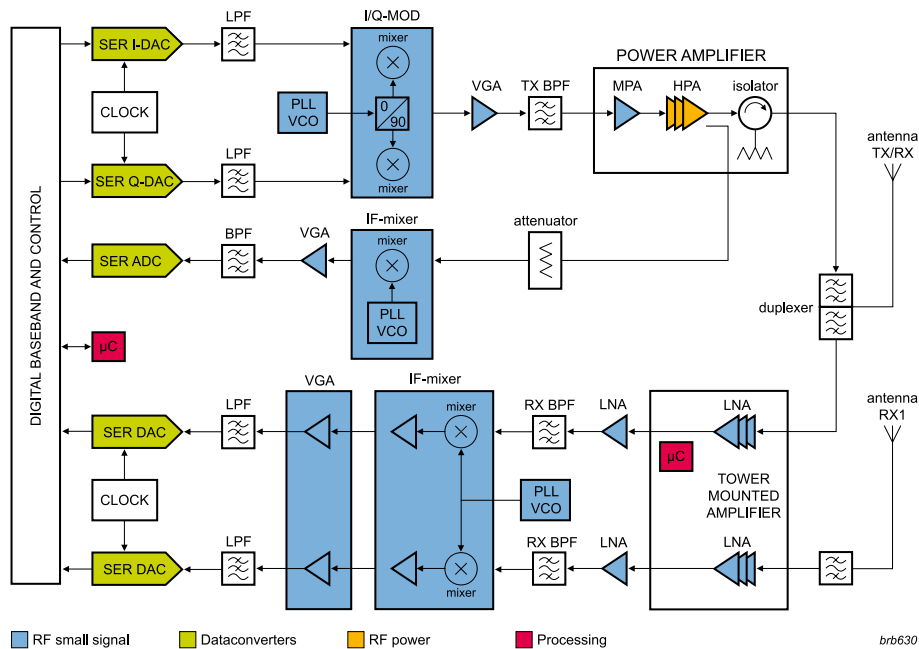 LPF
I/Q-MOD
mixer
SER I-DAC
POWER AMPLIFIER
PLL
VCO
0
90
VGA
TX BPF
MPA
HPA
isolator
CLOCK
antenna
TX/RX
LPF
SER Q-DAC
mixer
DIGITAL BASEBAND AND CONTROL
BPF
VGA
IF-mixer
mixer
attenuator
SER ADC
PLL
VCO
duplexer
µC
VGA
IF-mixer
antenna
RX1
LPF
mixer
RX BPF
LNA
LNA
SER DAC
µC
CLOCK
PLL
VCO
TOWER
MOUNTED
AMPLIFIER
LPF
RX BPF
LNA
LNA
SER DAC
mixer
RF small signal
Dataconverters
RF power
Processing
brb630